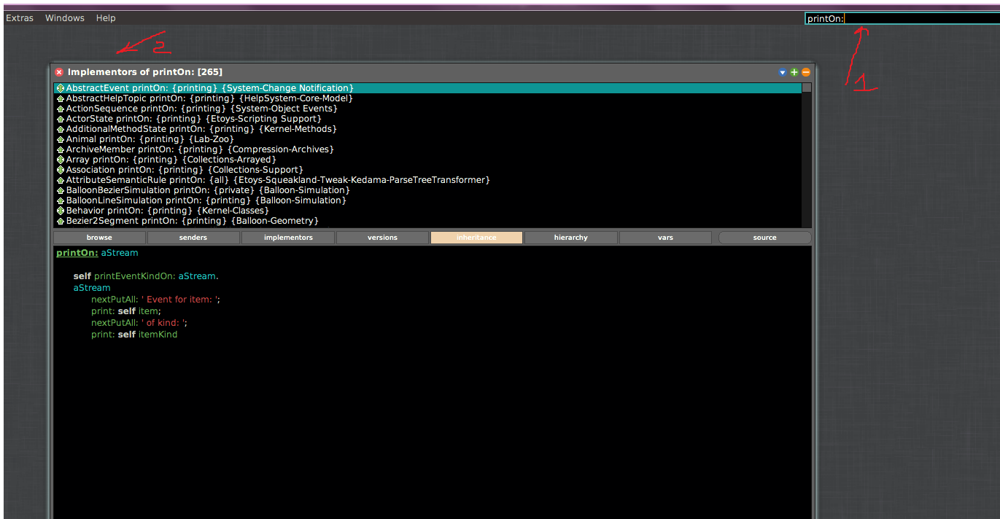 Extras Windows Help printOn:
2
1
Implementors of printOn: [265]
AbstractEvent printOn: {printing} {System-Change Notification}
AbstractHelpTopic printOn: {printing} {HelpSystem-Core-Model}
ActionSequence printOn: {printing} {System-Object Events}
ActorState printOn: {printing} {Etoys-Scripting Support}
AdditionalMethodState printOn: {printing} {Kernel-Methods}
Animal printOn: {printing} {Lab-Zoo}
ArchiveMember printOn: {printing} {Compression-Archives}
Array printOn: {printing} {Collections-Arrayed}
Association printOn: {printing} {Collections-Support}
AttributeSemanticRule printOn: {all} {Etoys-Squeakland-Tweak-Kedama-ParseTreeTransformer}
BalloonBezierSimulation printOn: {private} {Balloon-Simulation}
BalloonLineSimulation printOn: {printing} {Balloon-Simulation}
Behavior printOn: {printing} {Kernel-Classes}
Bezier2Segment printOn: {printing} {Balloon-Geometry}
browse senders implementors versions inheritance hierarchy vars source
printOn: aStream
self printEventKindOn: aStream.
aStream
nextPutAll: ' Event for item: ';
print: self item;
nextPutAll: ' of kind: ';
print: self itemKind